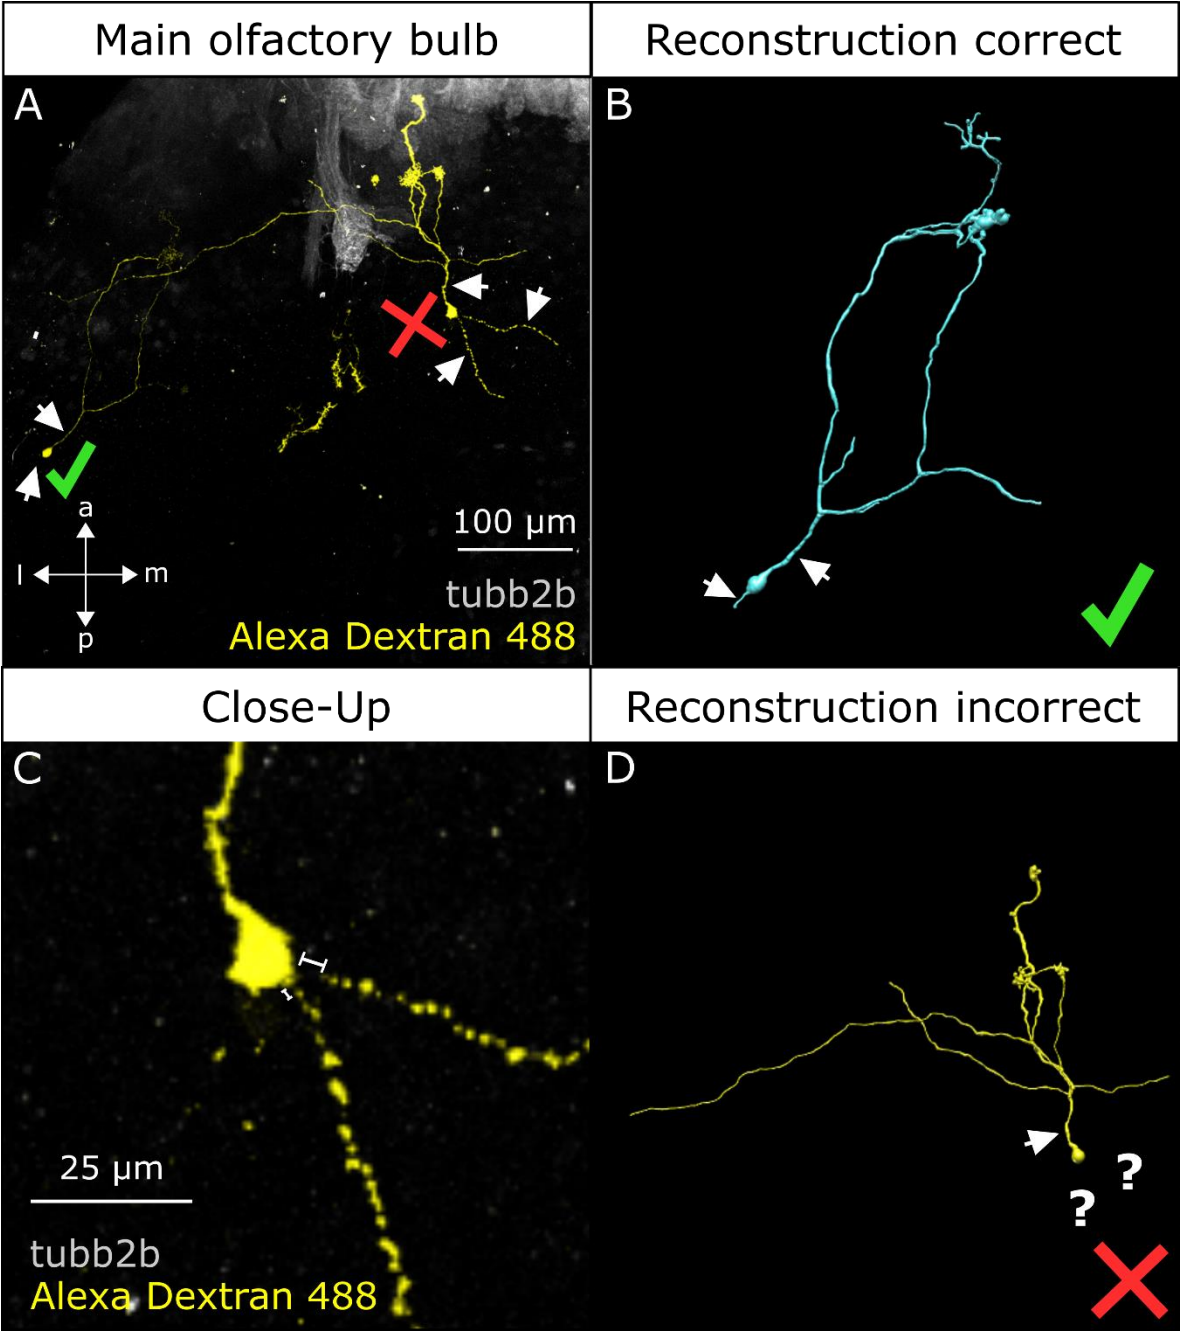 Main olfactory bulb
Reconstruction correct
A
B
a
l
m
p
100 µm
tubb2b
Alexa Dextran 488
Close-Up
Reconstruction incorrect
C
D
25 µm
tubb2b
Alexa Dextran 488
?
?